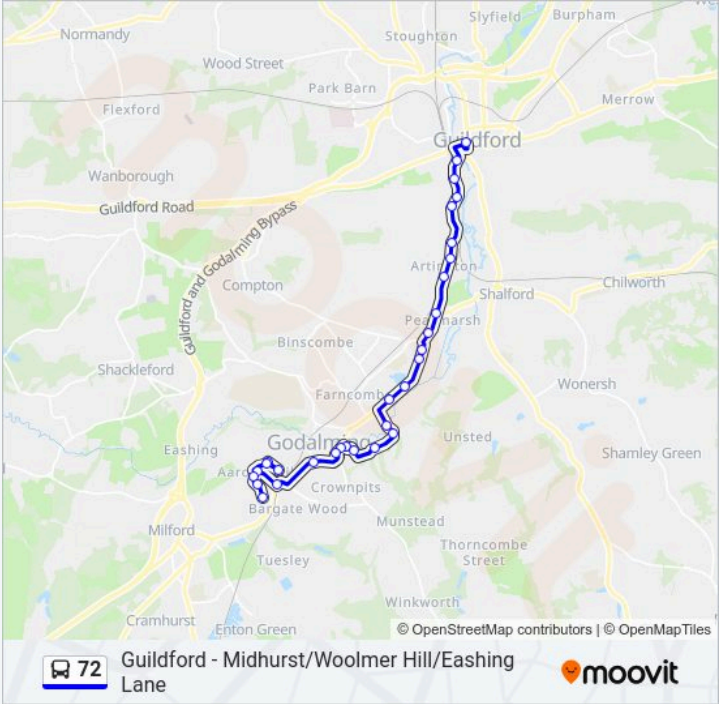 Slyfield
Burpham
Normandy
Stoughton
Wood Street
Park Barn
Merrow
Flexford
Guildford
Wanborough
Guildford Road
Guildford and Godalming Bypass
Artington
Chilworth
Compton
Shalford
Peasmarsh
Binscombe
Shackleford
Wonersh
Farncombe
Godalming
Unsted
Eashing
Shamley Green
Crownpits
Bargate Wood
Munstead
Milford
Thorncombe
Street
Tuesley
Winkworth
Cramhurst
Enton Green
© OpenStreetMap contributors | © OpenMapTiles
72
Guildford - Midhurst/Woolmer Hill/Eashing
Lane
moovit